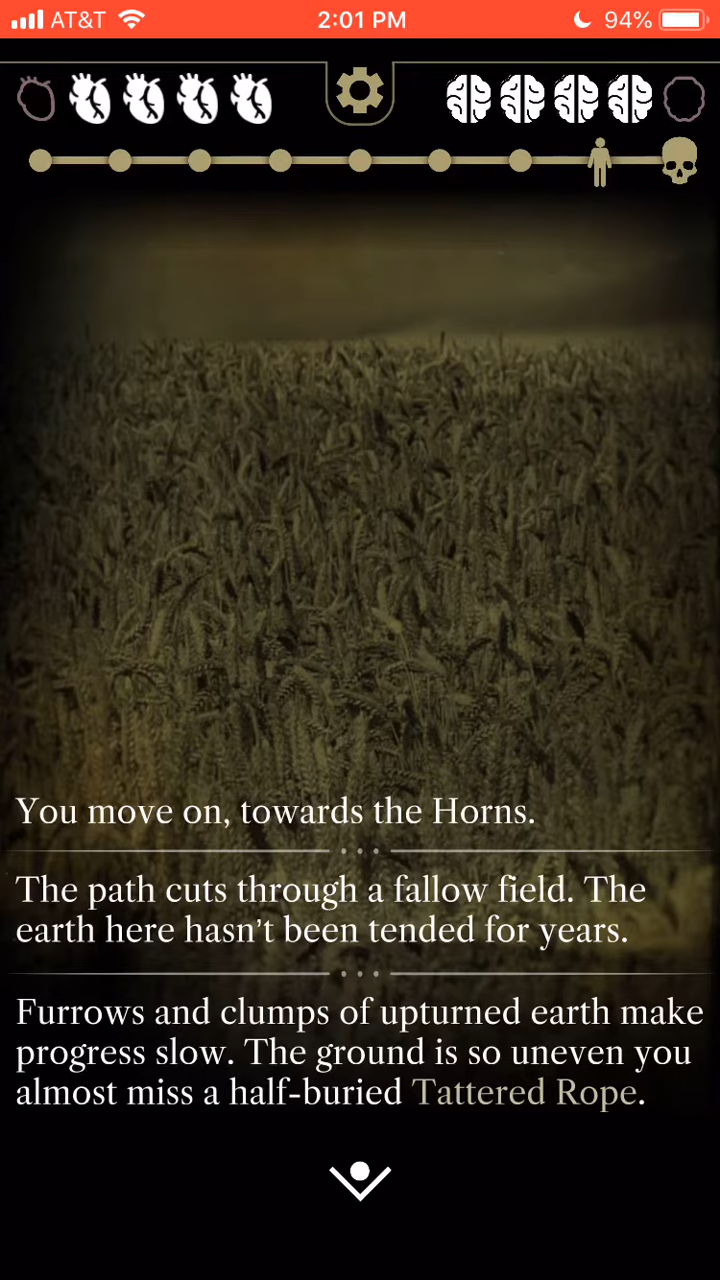 AT&T 2:01 PM 94%
You move on, towards the Horns.
The path cuts through a fallow field. The
earth here hasn’t been tended for years.
Furrows and clumps of upturned earth make
progress slow. The ground is so uneven you
almost miss a half-buried Tattered Rope.